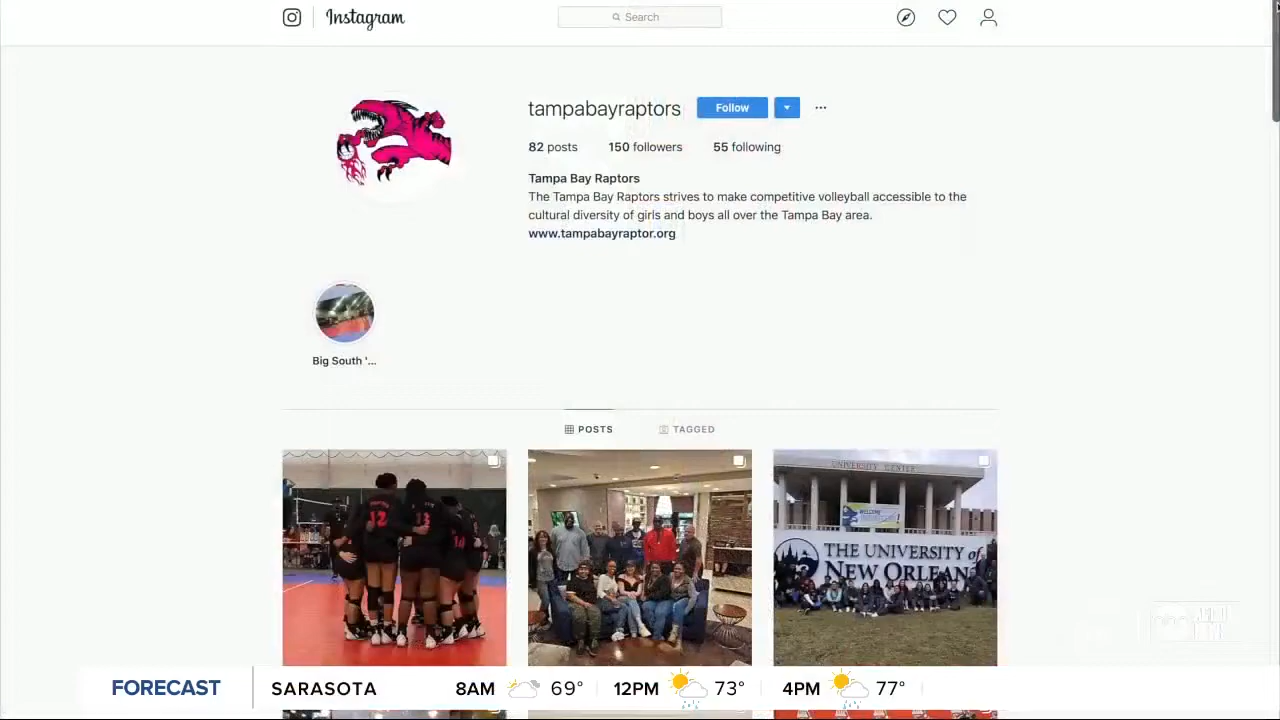 Instagram
Search
tampabayraptors Follow
82 posts 150 followers 55 following
Tampa Bay Raptors
The Tampa Bay Raptors strives to make competitive volleyball accessible to the
cultural diversity of girls and boys all over the Tampa Bay area.
www.tampabayraptor.org
Big South '...
POSTS TAGGED
12
UNIVERSITY CENTER
WELCOME
THE UNIVERSITY of
NEW ORLEANS
FORECAST SARASOTA 8AM 69° 12PM 73° 4PM 77°